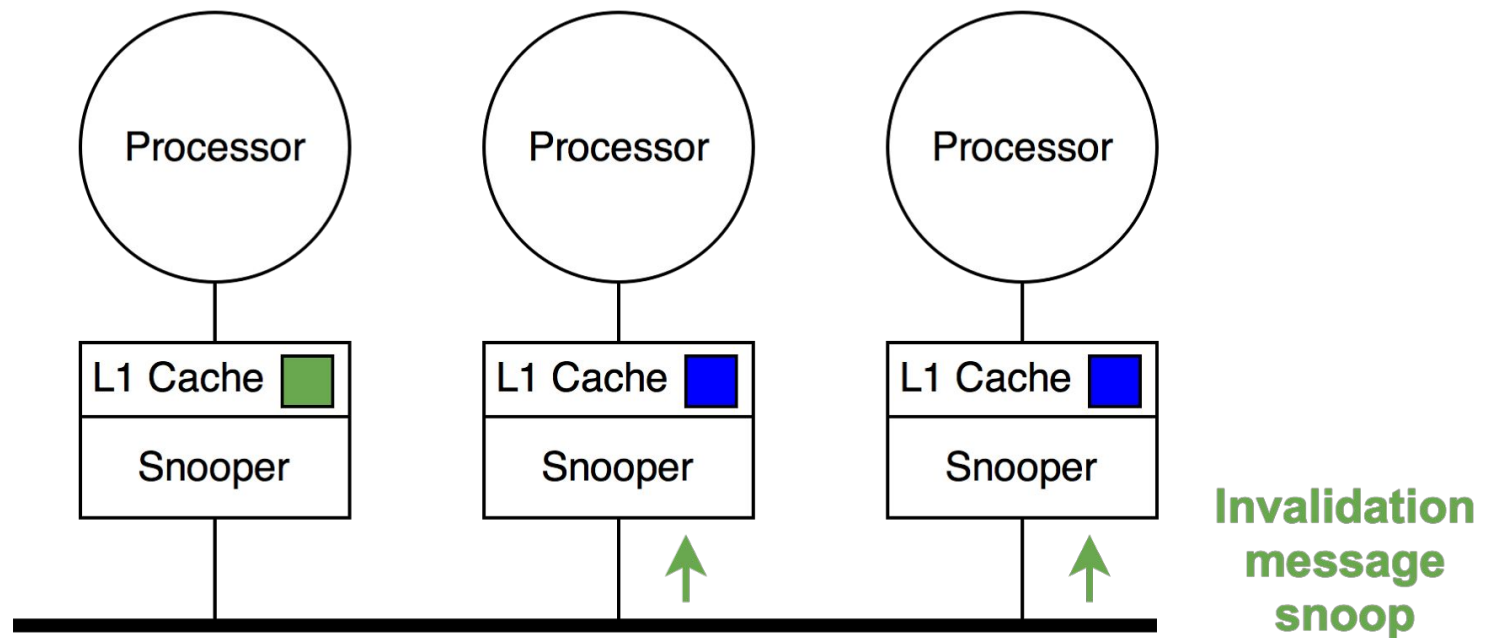 Processor
Processor
Processor
L1 Cache
L1 Cache
L1 Cache
Snooper
Snooper
Snooper
Invalidation
message
snoop